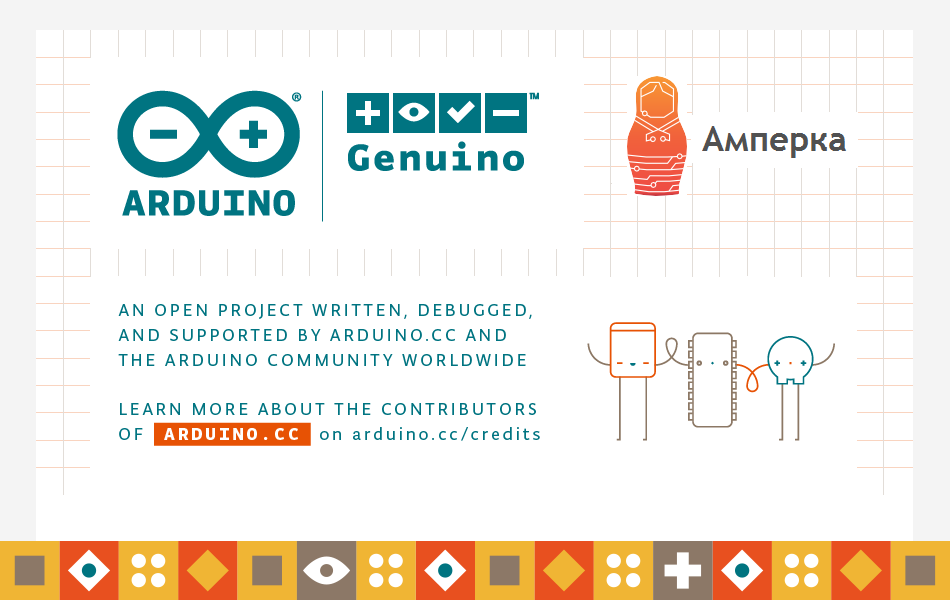 ARDUINO ®
Genuino ™
Амперка
AN OPEN PROJECT WRITTEN, DEBUGGED,
AND SUPPORTED BY ARDUINO.CC AND
THE ARDUINO COMMUNITY WORLDWIDE
LEARN MORE ABOUT THE CONTRIBUTORS
OF ARDUINO.CC on arduino.cc/credits